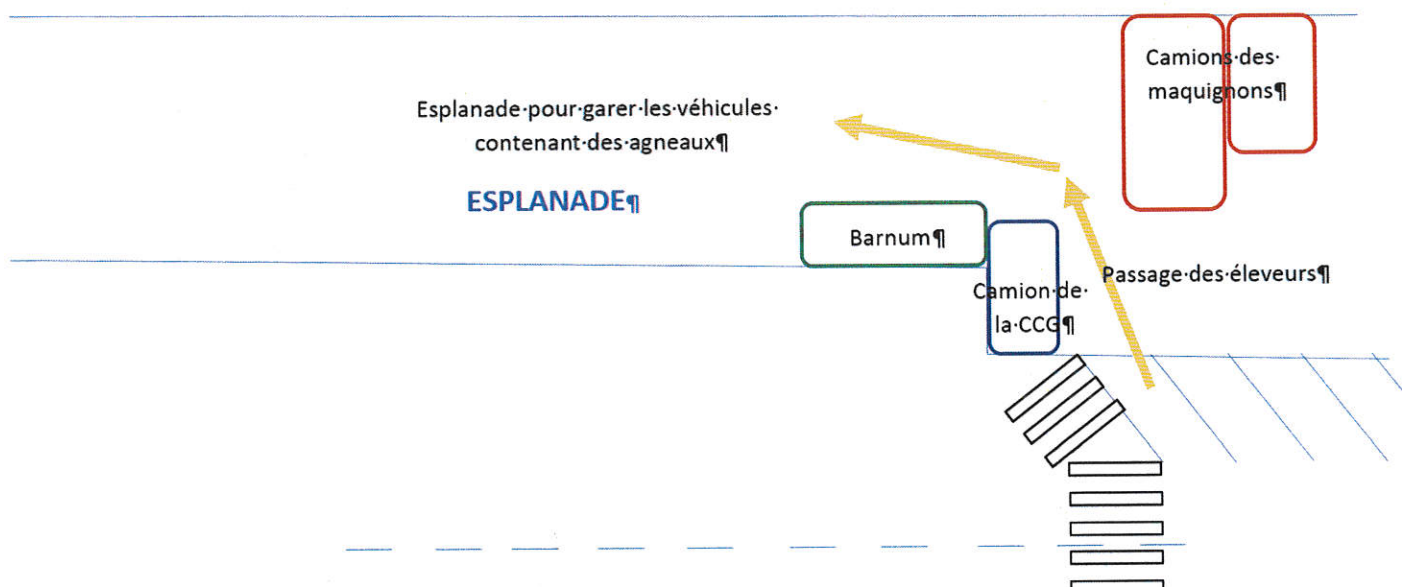 Camions·des·
maquignons¶
Esplanade·pour·garer·les·véhicules·
contenant·des·agneaux¶
ESPLANADE¶
Barnum¶
Passage·des·éleveurs¶
Camion·de·
la·CCG¶